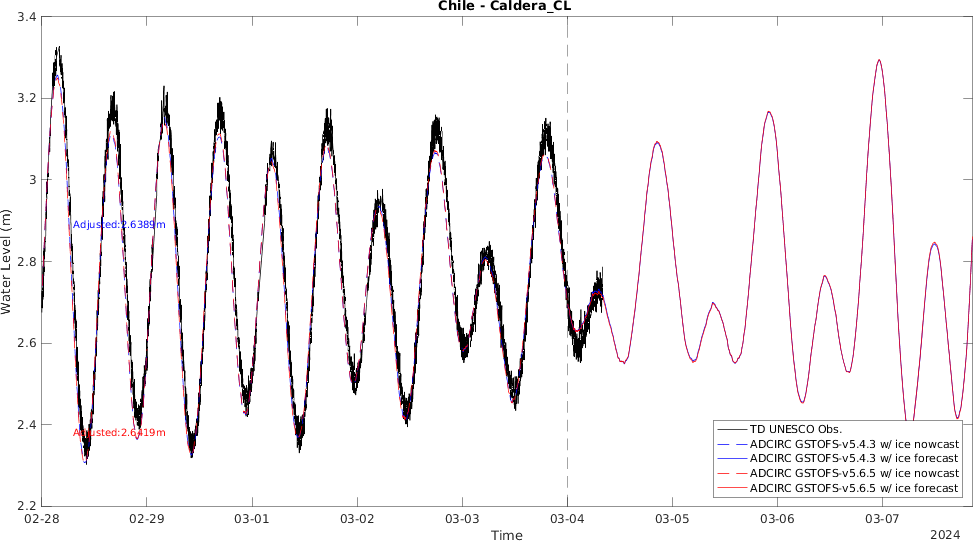 Chile - Caldera_CL
3.4
3.2
3
2.8
2.6
2.4
2.2
Water Level (m)
Adjusted:2.6389m
Adjusted:2.6419m
TD UNESCO Obs.
ADCIRC GSTOFS-v5.4.3 w/ ice nowcast
ADCIRC GSTOFS-v5.4.3 w/ ice forecast
ADCIRC GSTOFS-v5.6.5 w/ ice nowcast
ADCIRC GSTOFS-v5.6.5 w/ ice forecast
02-28 02-29 03-01 03-02 03-03 03-04 03-05 03-06 03-07
Time
2024